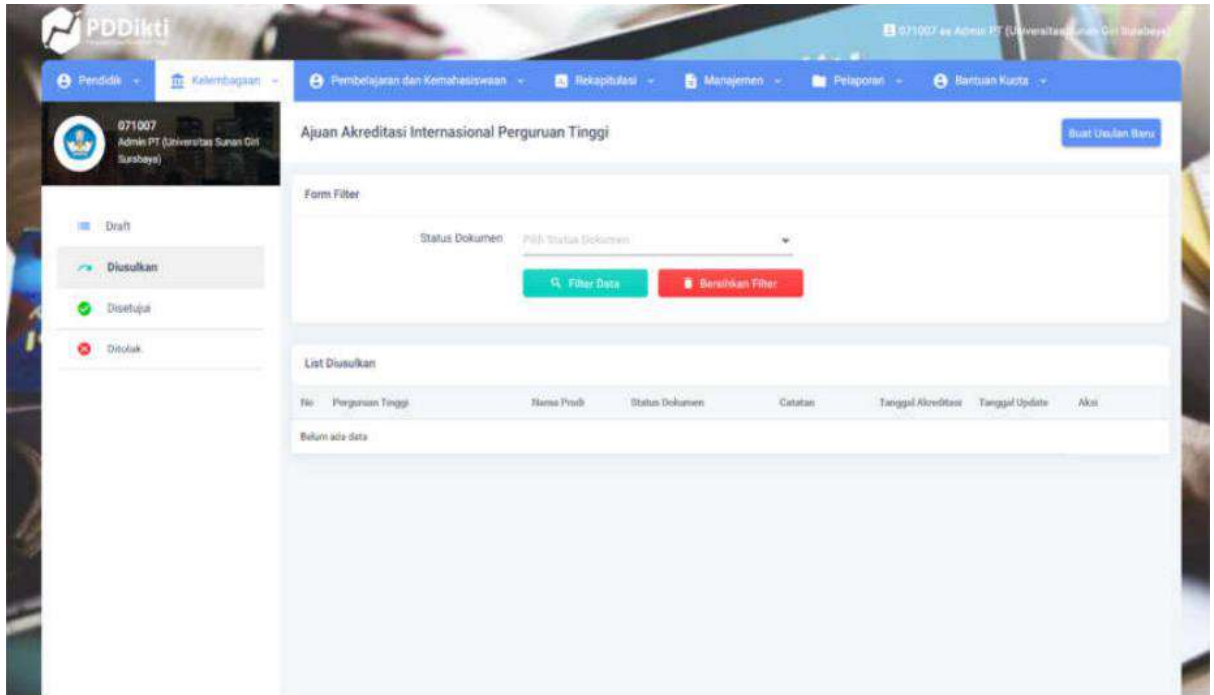 PDDikti
071007 as Admin PT (Universitas Sunan Giri Surabaya)
Pendidik
Kelembagaan
Pembelajaran dan Kemahasiswaan
Rekapitulasi
Manajemen
Pelaporan
Bantuan Kuota
071007
Admin PT (Universitas Sunan Giri
Surabaya)
Ajuan Akreditasi Internasional Perguruan Tinggi
Buat Usulan Baru
Draft
Diusulkan
Disetujui
Ditolak
Form Filter
Status Dokumen
Pilih Status Dokumen
Filter Data
Bersihkan Filter
List Diusulkan
No Perguruan Tinggi Nama Prodi Status Dokumen Catatan Tanggal Akreditasi Tanggal Update Aksi
Belum ada data